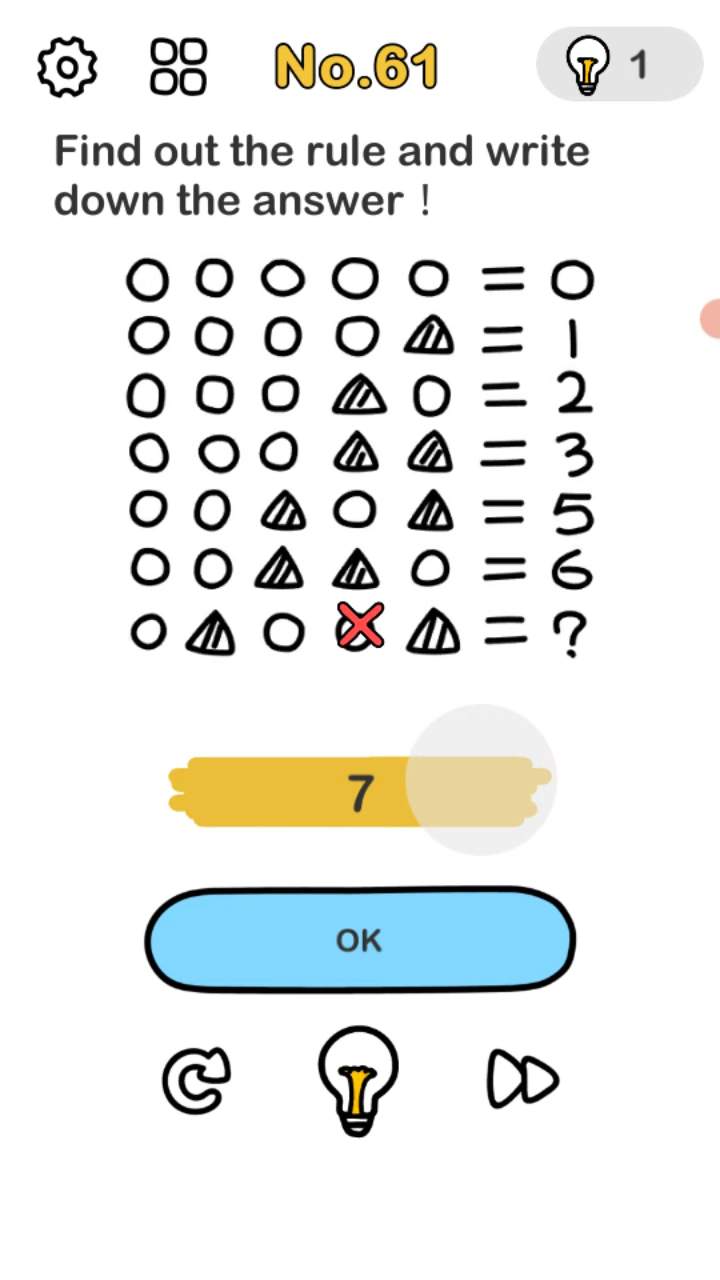 No.61
1
Find out the rule and write
down the answer !
= 0
= 1
= 2
= 3
= 5
= 6
= ?
7
OK